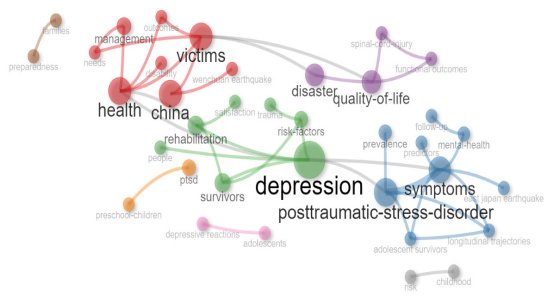 families
outcomes
management
preparedness
needs
victims
spinal-cord-injury
functional outcomes
disability
wenchuan earthquake
health
china
disaster
quality-of-life
satisfaction
trauma
rehabilitation
risk-factors
people
prevalence
follow-up
mental-health
predictors
ptsd
survivors
depression
symptoms
east japan earthquake
preschool-children
posttraumatic-stress-disorder
depressive reactions
adolescents
adolescent survivors
longitudinal trajectories
risk
childhood